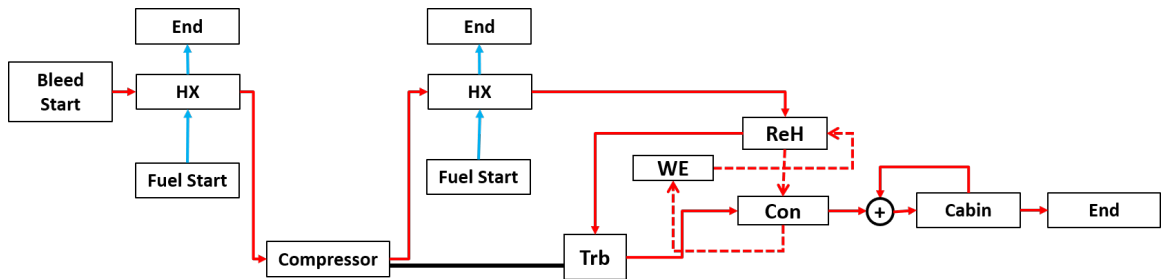 End
End
Bleed
Start
HX
HX
ReH
Fuel Start
Fuel Start
WE
Con
+
Cabin
End
Compressor
Trb